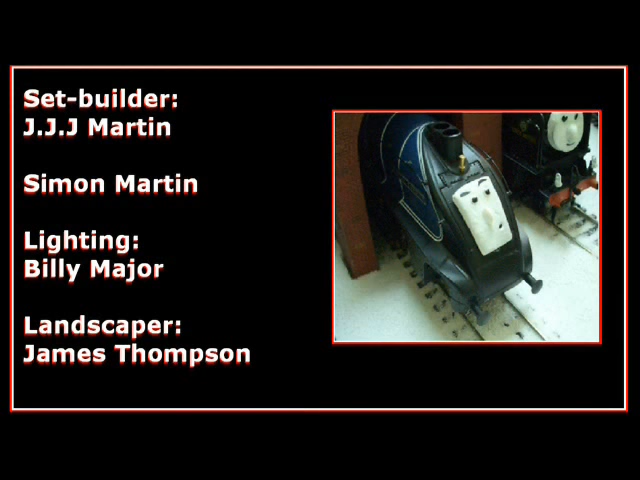 Set-builder:
J.J.J Martin
Simon Martin
Lighting:
Billy Major
Landscaper:
James Thompson